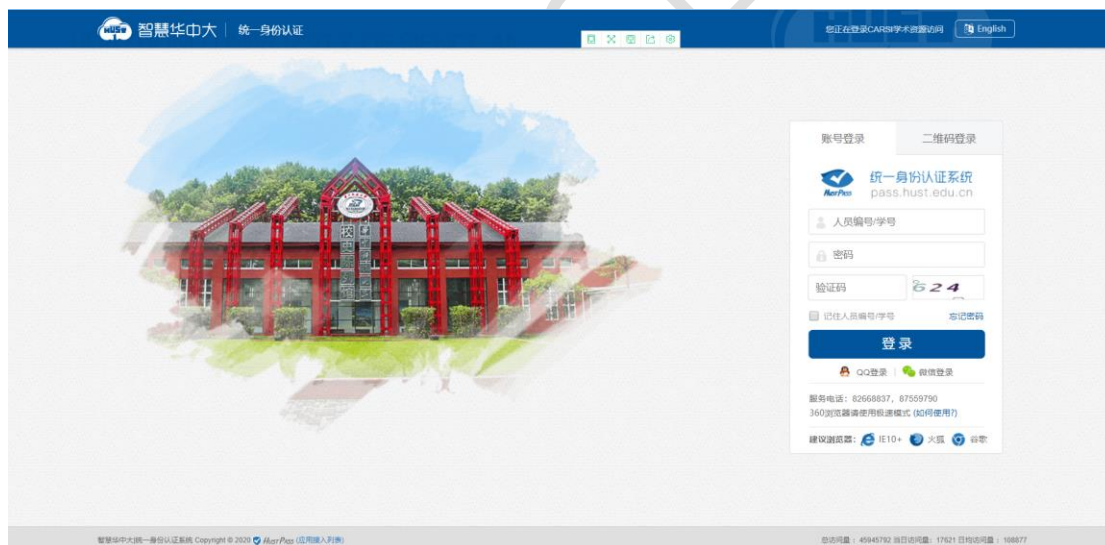 HUST 智慧华中大 统一身份认证
您正在登录CARSI学术资源访问 English
账号登录 二维码登录
统一身份认证系统
HustPass pass.hust.edu.cn
人员编号/学号
密码
验证码 624
记住人员编号/学号 忘记密码
登录
QQ登录 微信登录
服务电话：82668837，87559790
360浏览器请使用极速模式 (如何使用?)
建议浏览器： IE10+ 火狐 谷歌
智慧华中大|统一身份认证系统 Copyright © 2020 HustPass (应用接入列表)
总访问量：45945792 当日访问量：17621 日均访问量：108877